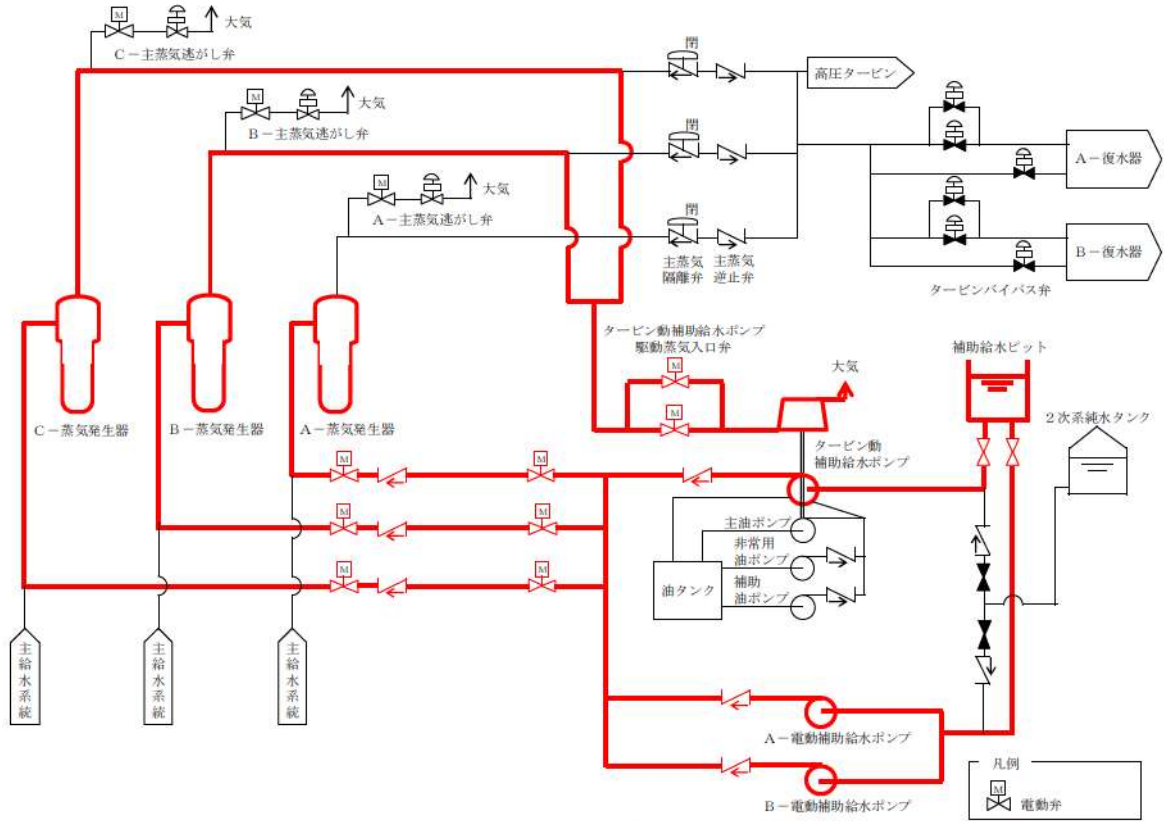 M
大気
C－主蒸気逃がし弁
M
大気
B－主蒸気逃がし弁
M
大気
A－主蒸気逃がし弁
閉
閉
閉
主蒸気
隔離弁
主蒸気
逆止弁
高圧タービン
A－復水器
B－復水器
タービンバイパス弁
C－蒸気発生器
B－蒸気発生器
A－蒸気発生器
タービン動補助給水ポンプ
駆動蒸気入口弁
M
M
大気
タービン動
補助給水ポンプ
補助給水ピット
2次系純水タンク
M
M
M
M
M
M
主油ポンプ
非常用
油ポンプ
補助
油ポンプ
油タンク
主給水系統
主給水系統
主給水系統
A－電動補助給水ポンプ
B－電動補助給水ポンプ
凡例
M
電動弁